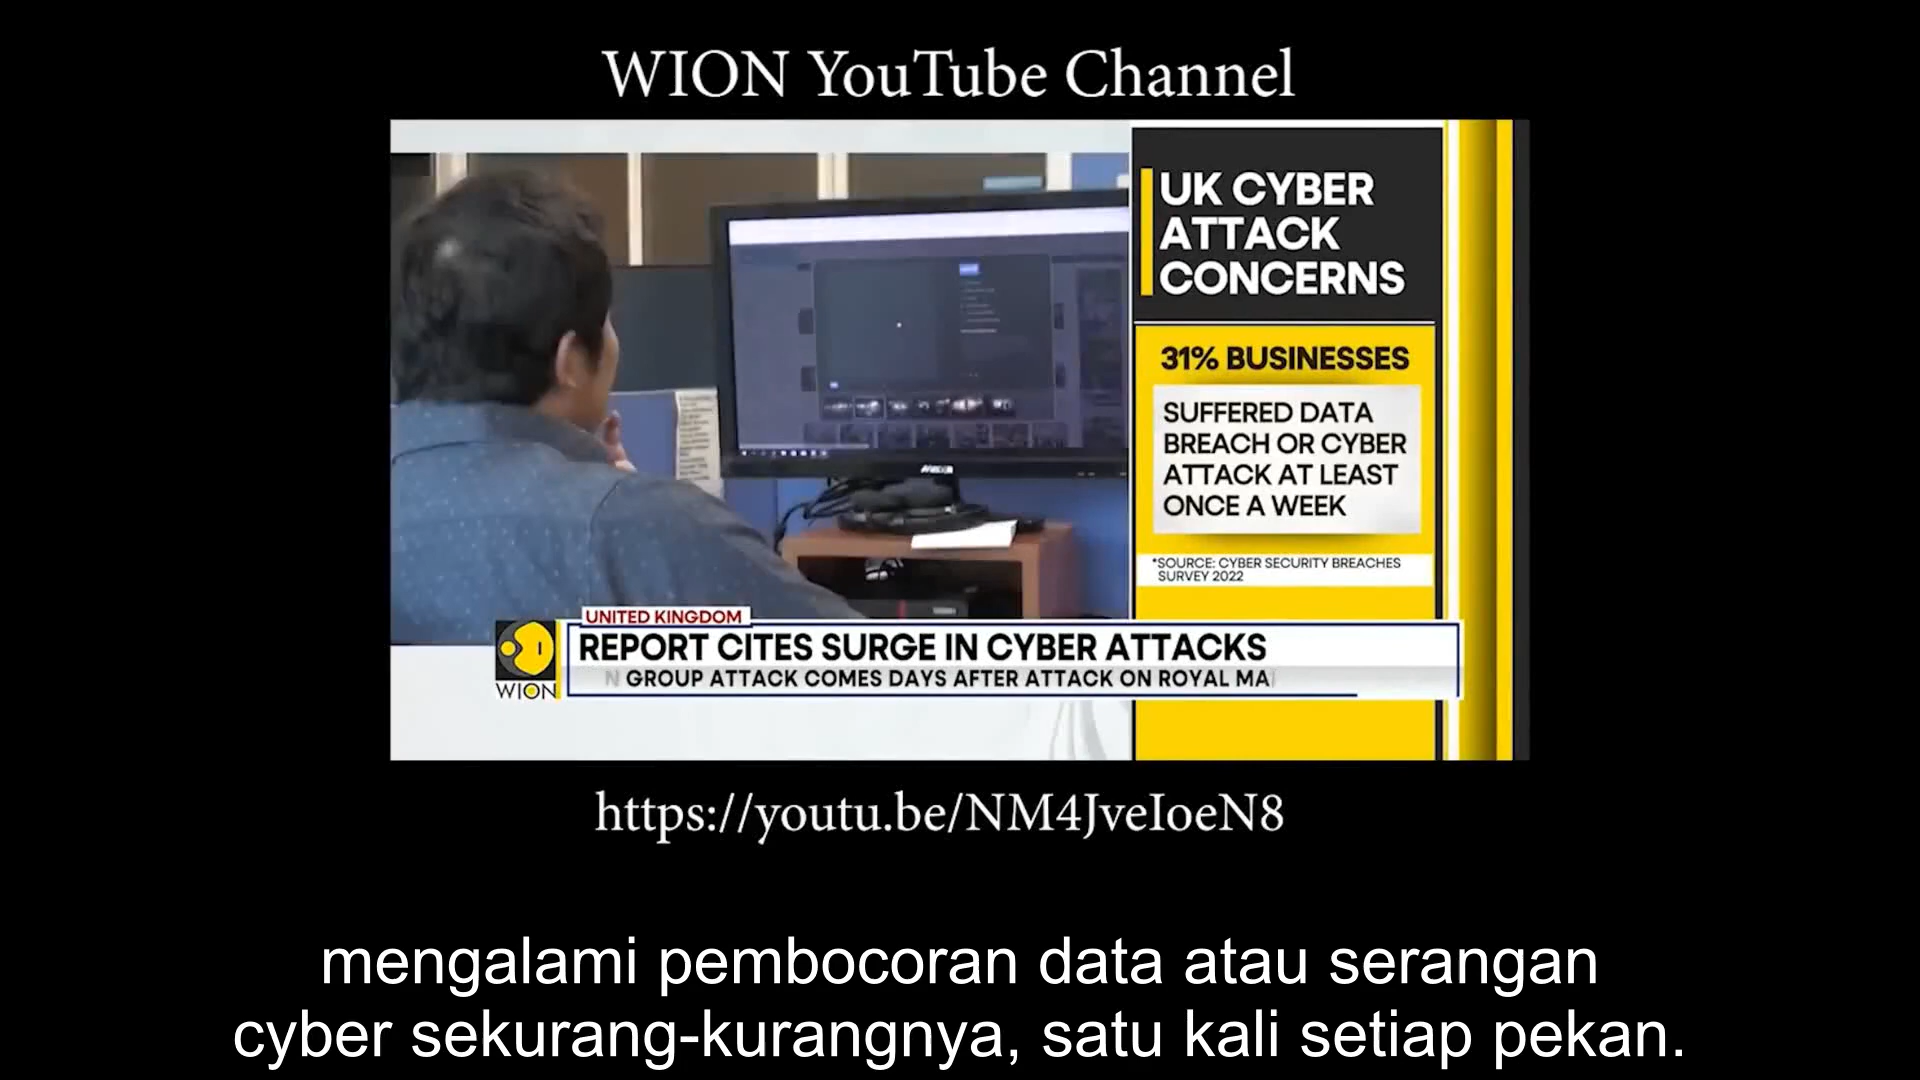 WION YouTube Channel
UK CYBER
ATTACK
CONCERNS
31% BUSINESSES
SUFFERED DATA
BREACH OR CYBER
ATTACK AT LEAST
ONCE A WEEK
*SOURCE: CYBER SECURITY BREACHES
SURVEY 2022
UNITED KINGDOM
REPORT CITES SURGE IN CYBER ATTACKS
N GROUP ATTACK COMES DAYS AFTER ATTACK ON ROYAL MA
WION
https://youtu.be/NM4JveIoeN8
mengalami pembocoran data atau serangan
cyber sekurang-kurangnya, satu kali setiap pekan.